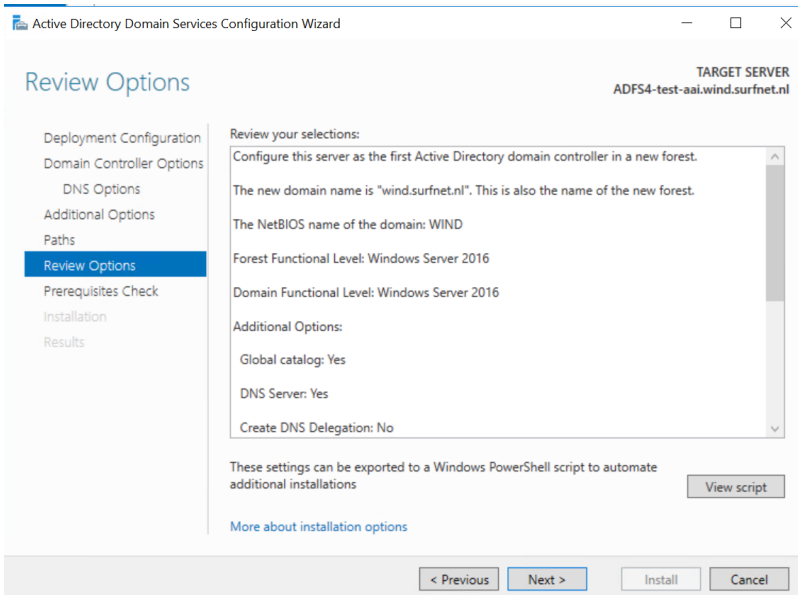 Active Directory Domain Services Configuration Wizard
Review Options
TARGET SERVER
ADFS4-test-aai.wind.surfnet.nl
Deployment Configuration
Domain Controller Options
DNS Options
Additional Options
Paths
Review Options
Prerequisites Check
Installation
Results
Review your selections:
Configure this server as the first Active Directory domain controller in a new forest.
The new domain name is "wind.surfnet.nl". This is also the name of the new forest.
The NetBIOS name of the domain: WIND
Forest Functional Level: Windows Server 2016
Domain Functional Level: Windows Server 2016
Additional Options:
Global catalog: Yes
DNS Server: Yes
Create DNS Delegation: No
These settings can be exported to a Windows PowerShell script to automate
additional installations
View script
More about installation options
< Previous
Next >
Install
Cancel